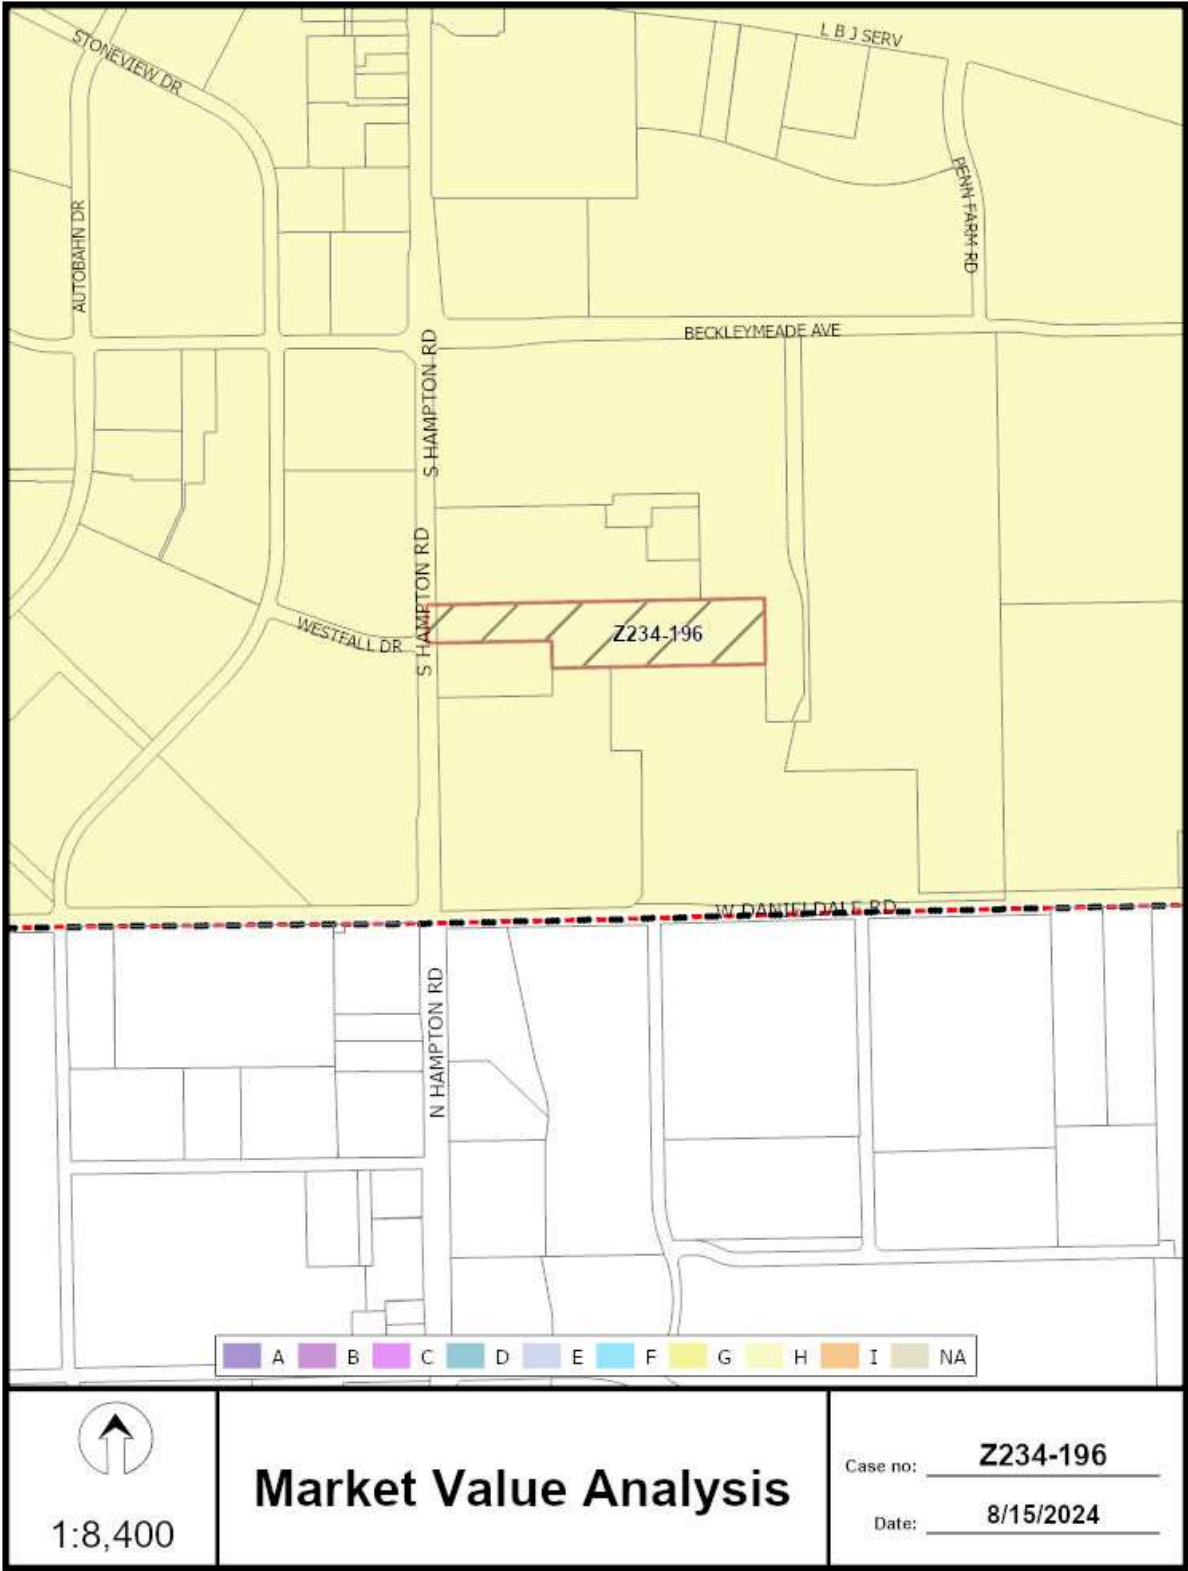 L B J SERV
STONEVIEW DR
PENN FARM RD
AUTOBAHN DR
BECKLEYMEADE AVE
S HAMPTON RD
S HAMPTON RD
WESTFALL DR
Z234-196
W DANIELDALE RD
N HAMPTON RD
A B C D E F G H I NA
1:8,400
Market Value Analysis
Case no: Z234-196
Date: 8/15/2024